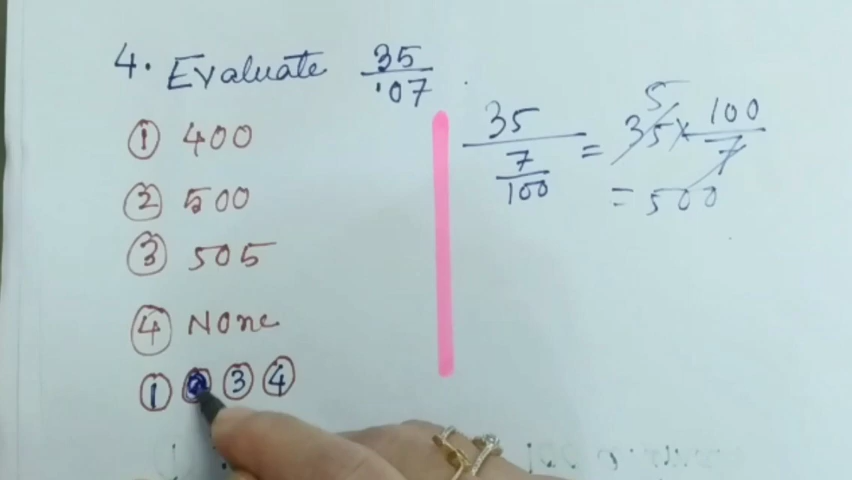 4. Evaluate 35/.07
① 400
② 500
③ 505
④ None
① ② ③ ④
35/(7/100) = 35 × 100/7
5
= 500